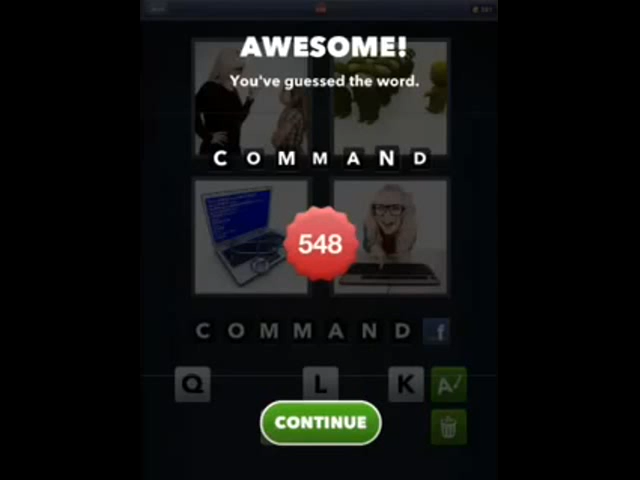 AWESOME!
You've guessed the word.
COMMAND
548
COMMAND f
Q L K A
CONTINUE